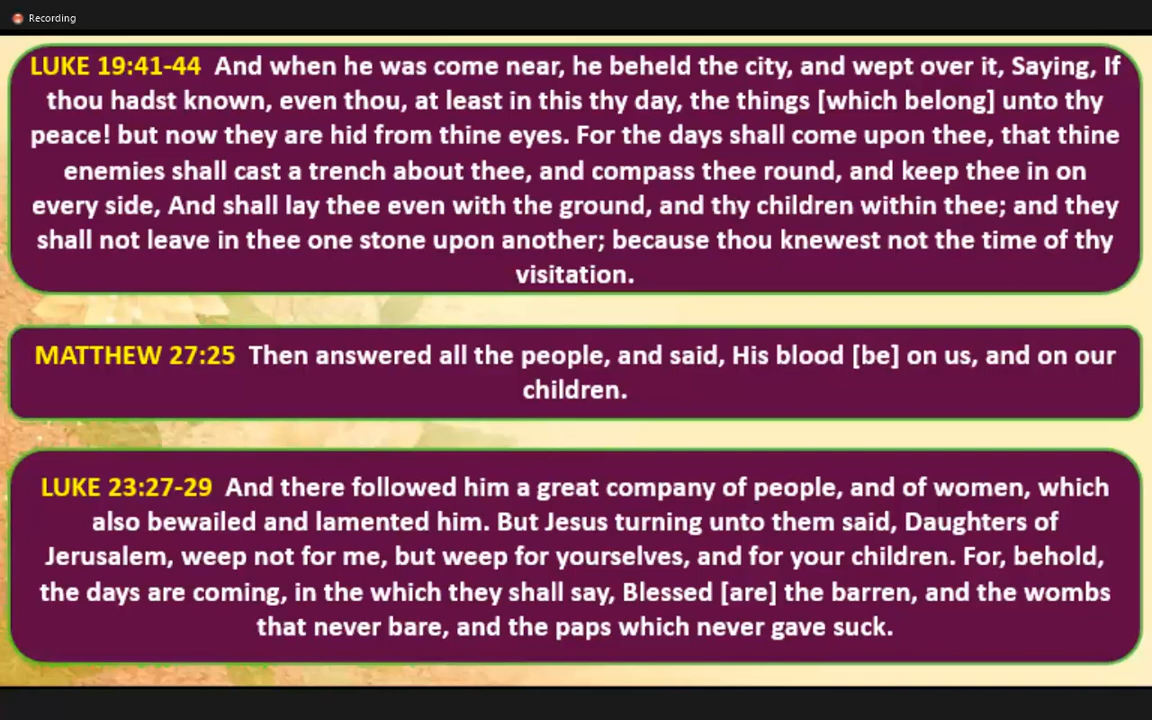 Recording
LUKE 19:41-44 And when he was come near, he beheld the city, and wept over it, Saying, If
thou hadst known, even thou, at least in this thy day, the things [which belong] unto thy
peace! but now they are hid from thine eyes. For the days shall come upon thee, that thine
enemies shall cast a trench about thee, and compass thee round, and keep thee in on
every side, And shall lay thee even with the ground, and thy children within thee; and they
shall not leave in thee one stone upon another; because thou knewest not the time of thy
visitation.
MATTHEW 27:25 Then answered all the people, and said, His blood [be] on us, and on our
children.
LUKE 23:27-29 And there followed him a great company of people, and of women, which
also bewailed and lamented him. But Jesus turning unto them said, Daughters of
Jerusalem, weep not for me, but weep for yourselves, and for your children. For, behold,
the days are coming, in the which they shall say, Blessed [are] the barren, and the wombs
that never bare, and the paps which never gave suck.